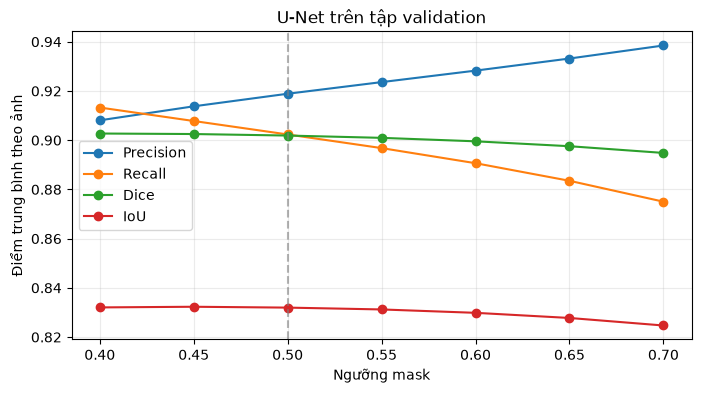 U-Net trên tập validation
Điểm trung bình theo ảnh
0.94
0.92
0.90
0.88
0.86
0.84
0.82
Precision
Recall
Dice
IoU
0.40 0.45 0.50 0.55 0.60 0.65 0.70
Ngưỡng mask